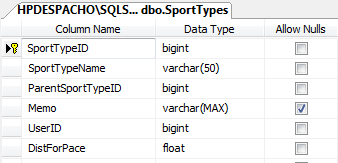 HPDESPACHO\SQLS... dbo.SportTypes
Column Name Data Type Allow Nulls
SportTypeID bigint
SportTypeName varchar(50)
ParentSportTypeID bigint
Memo varchar(MAX)
UserID bigint
DistForPace float